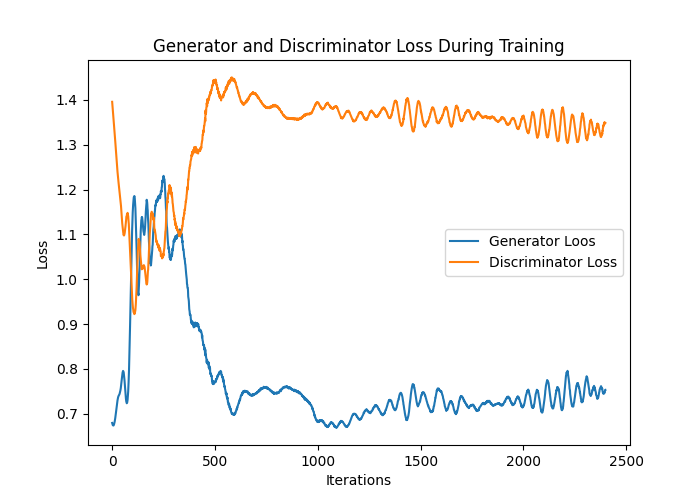 Generator and Discriminator Loss During Training
Loss
1.4
1.3
1.2
1.1
1.0
0.9
0.8
0.7
Generator Loos
Discriminator Loss
0
500
1000
1500
2000
2500
Iterations